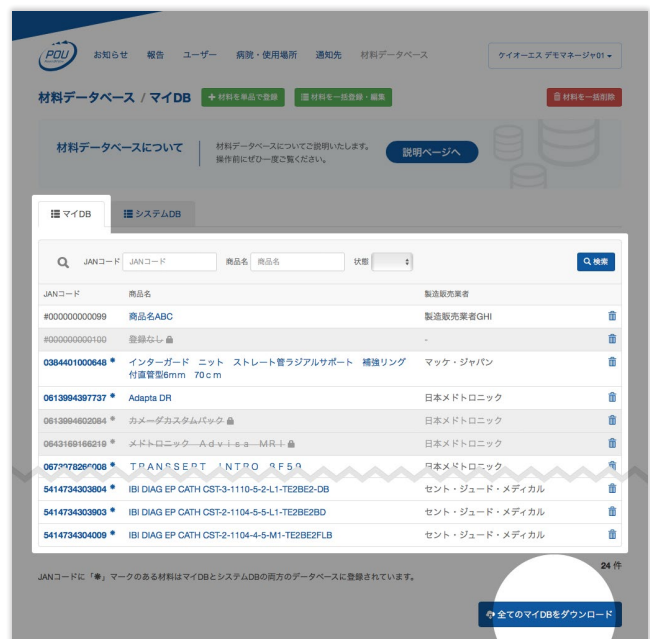 POU
お知らせ 報告 ユーザー 病院・使用場所 通知先 材料データベース ケイオーエス デモマネージャ01
材料データベース / マイDB + 材料を単品で登録 材料を一括登録・編集 材料を一括削除
材料データベースについて
材料データベースについてご説明いたします。
操作前にぜひ一度ご覧ください。
説明ページへ
マイDB システムDB
JANコード JANコード 商品名 商品名 状態 検索
JANコード 商品名 製造販売業者
#000000000099 商品名ABC 製造販売業者GHI
#000000000100 登録なし -
0384401000648 * インターガード ニット ストレート管ラジアルサポート 補強リング マッケ・ジャパン
付直管型6mm 70cm
0613994397737 * Adapta DR 日本メドトロニック
0613994602084 * カメーダカスタムパック 日本メドトロニック
0643169166219 * メドトロニック Advisa MRI 日本メドトロニック
TRANSSERT INTRO 日本メドトロニック
5414734303804 * IBI DIAG EP CATH CST-3-1110-5-2-L1-TE2BE2-DB セント・ジュード・メディカル
5414734303903 * IBI DIAG EP CATH CST-2-1104-5-5-L1-TE2BE2BD セント・ジュード・メディカル
5414734304009 * IBI DIAG EP CATH CST-2-1104-4-5-M1-TE2BE2FLB セント・ジュード・メディカル
24 件
JANコードに「*」マークのある材料はマイDBとシステムDBの両方のデータベースに登録されています。
全てのマイDBをダウンロード